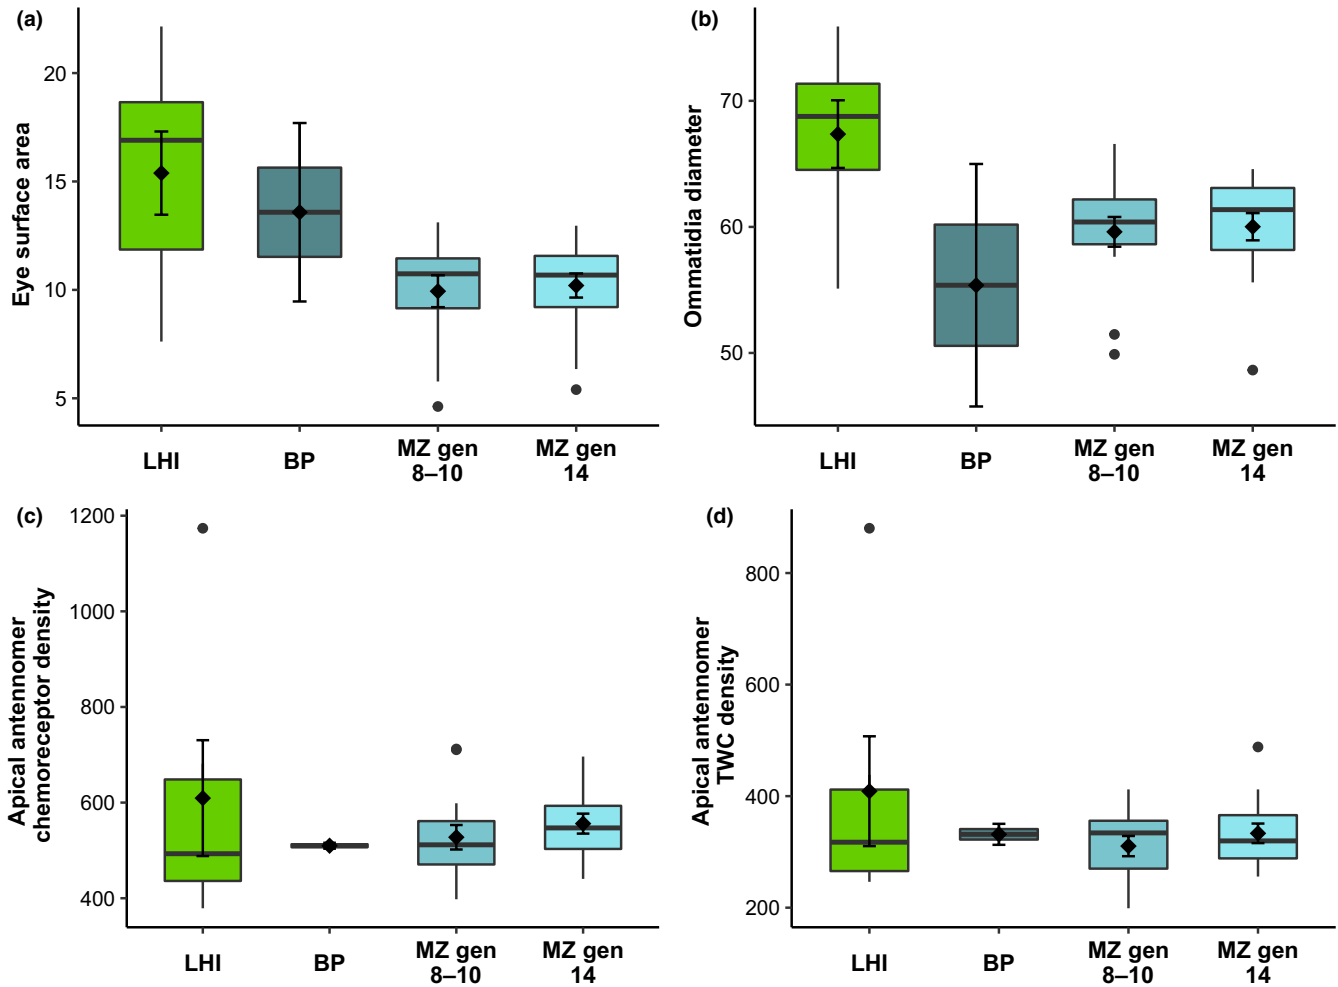 (a)
Eye surface area
20
15
10
5
LHI
BP
MZ gen
8–10
MZ gen
14
(b)
Ommatidia diameter
70
60
50
LHI
BP
MZ gen
8–10
MZ gen
14
(c)
Apical antennomer
chemoreceptor density
1200
1000
800
600
400
LHI
BP
MZ gen
8–10
MZ gen
14
(d)
Apical antennomer
TWC density
800
600
400
200
LHI
BP
MZ gen
8–10
MZ gen
14